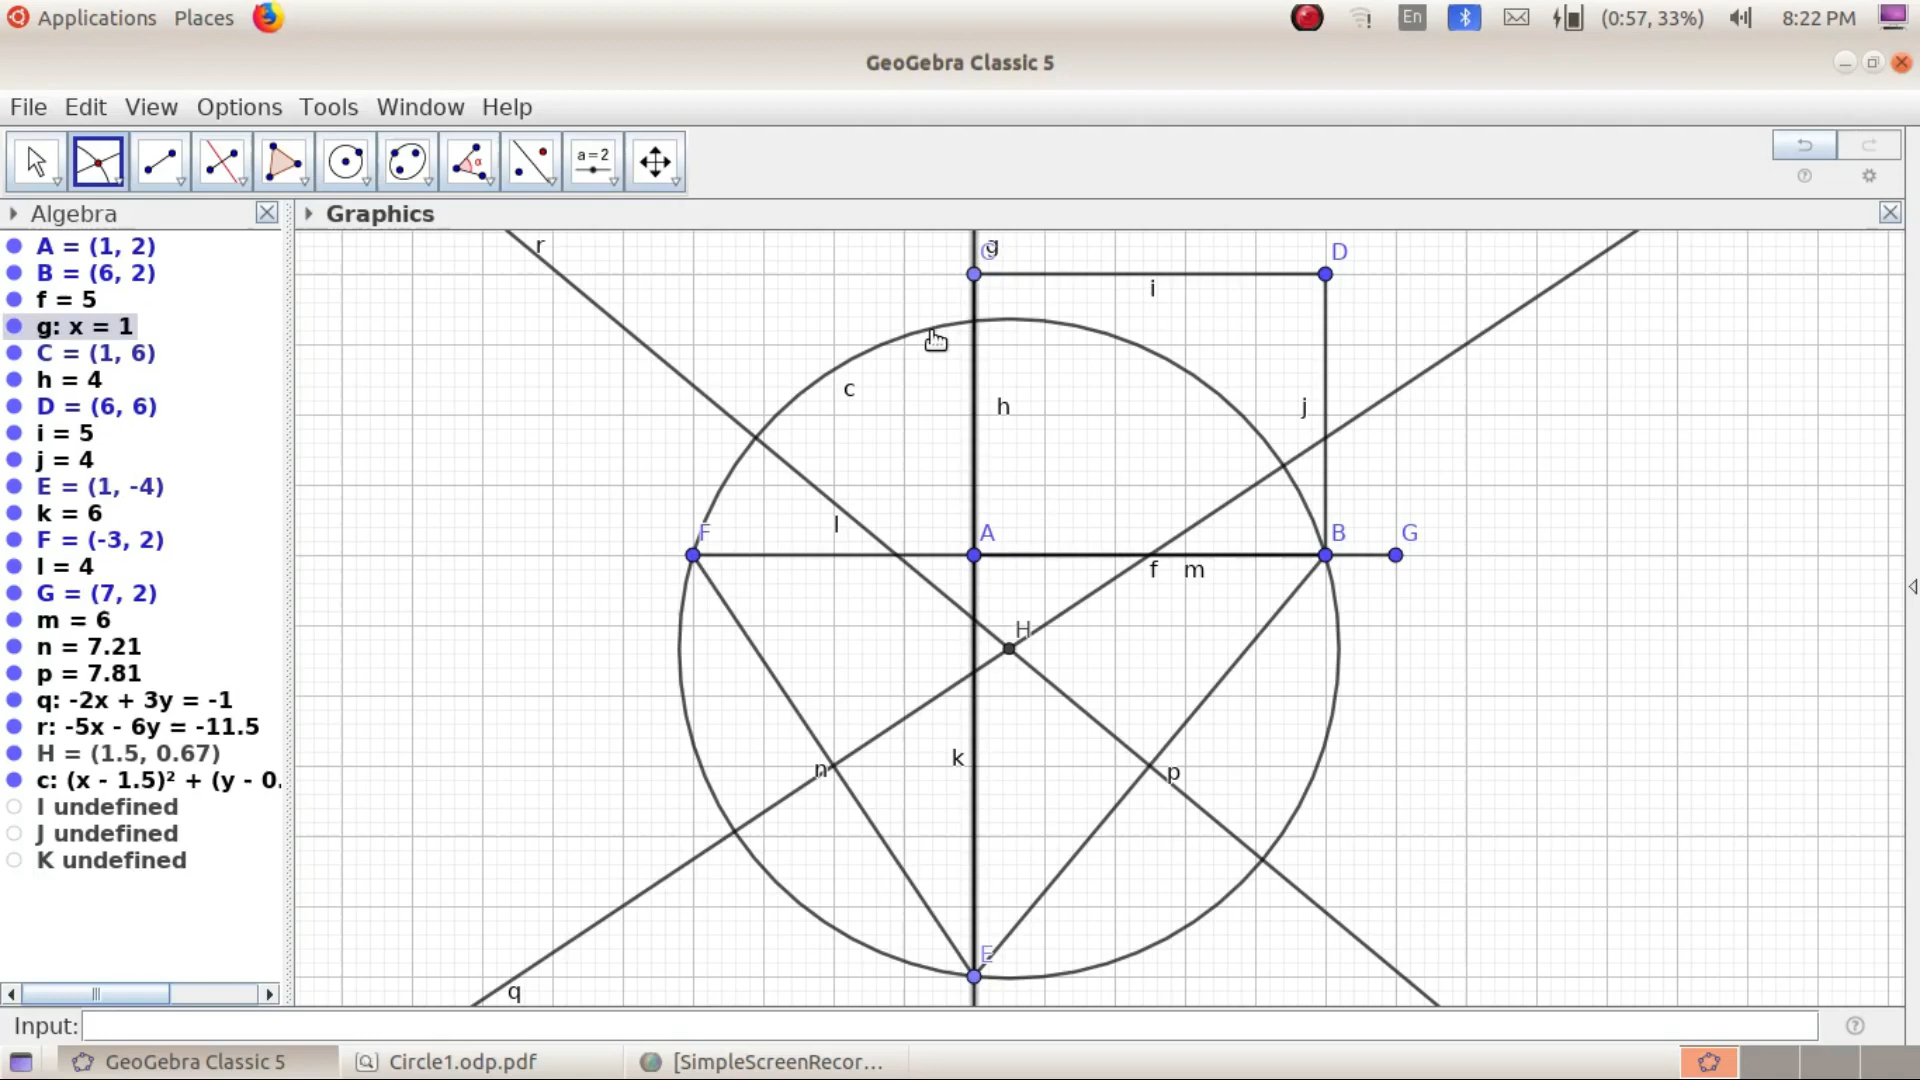 Applications Places
En (0:57, 33%) 8:22 PM
GeoGebra Classic 5
File Edit View Options Tools Window Help
α
a=2
Algebra
Graphics
A = (1, 2)
B = (6, 2)
f = 5
g: x = 1
C = (1, 6)
h = 4
D = (6, 6)
i = 5
j = 4
E = (1, -4)
k = 6
F = (-3, 2)
l = 4
G = (7, 2)
m = 6
n = 7.21
p = 7.81
q: -2x + 3y = -1
r: -5x - 6y = -11.5
H = (1.5, 0.67)
c: (x - 1.5)² + (y - 0.
I undefined
J undefined
K undefined
r C g D
i
c h j
l
F A B G
f m
H
k
n p
E
q
Input:
GeoGebra Classic 5 Circle1.odp.pdf [SimpleScreenRecor...